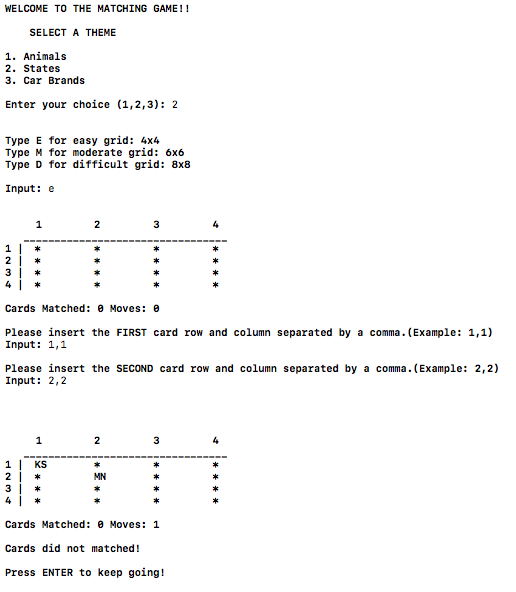 WELCOME TO THE MATCHING GAME!!
SELECT A THEME
1. Animals
2. States
3. Car Brands
Enter your choice (1,2,3): 2
Type E for easy grid: 4x4
Type M for moderate grid: 6x6
Type D for difficult grid: 8x8
Input: e
1 2 3 4
_________________________________
1 | * * * *
2 | * * * *
3 | * * * *
4 | * * * *
Cards Matched: 0 Moves: 0
Please insert the FIRST card row and column separated by a comma.(Example: 1,1)
Input: 1,1
Please insert the SECOND card row and column separated by a comma.(Example: 2,2)
Input: 2,2
1 2 3 4
_________________________________
1 | KS * * *
2 | * MN * *
3 | * * * *
4 | * * * *
Cards Matched: 0 Moves: 1
Cards did not matched!
Press ENTER to keep going!